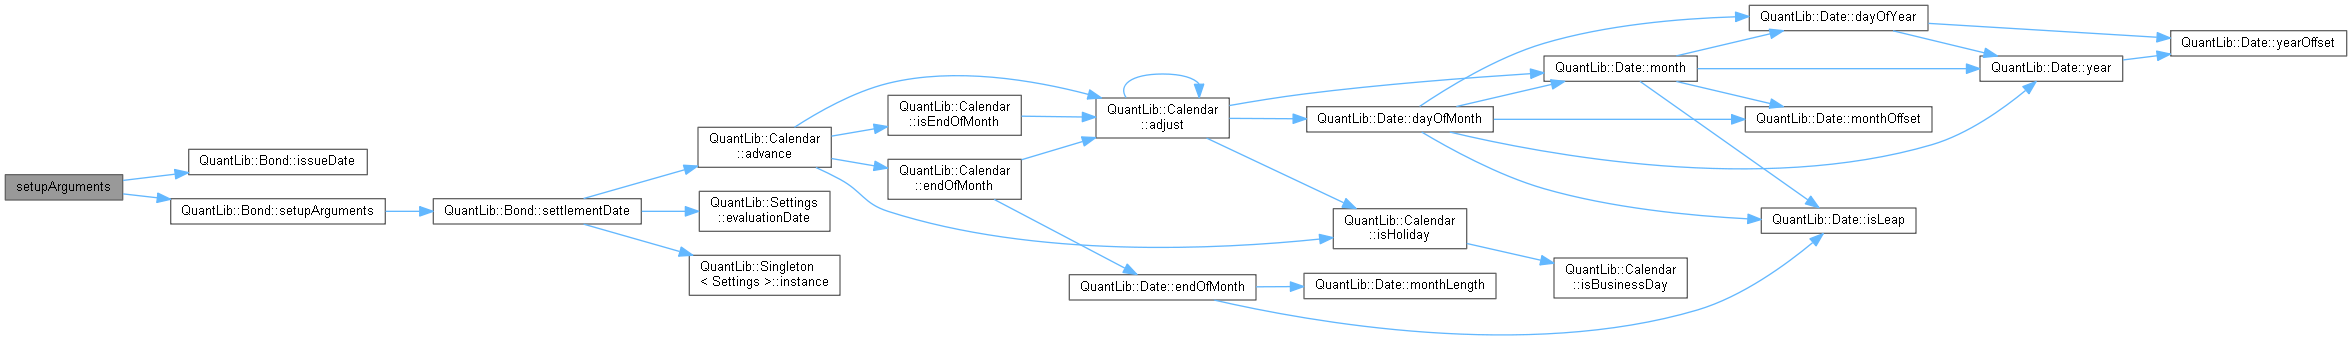 setupArguments
QuantLib::Bond::issueDate
QuantLib::Bond::setupArguments
QuantLib::Bond::settlementDate
QuantLib::Calendar
::advance
QuantLib::Settings
::evaluationDate
QuantLib::Singleton
< Settings >::instance
QuantLib::Calendar
::isEndOfMonth
QuantLib::Calendar
::endOfMonth
QuantLib::Calendar
::adjust
QuantLib::Date::endOfMonth
QuantLib::Date::dayOfMonth
QuantLib::Calendar
::isHoliday
QuantLib::Date::monthLength
QuantLib::Date::month
QuantLib::Calendar
::isBusinessDay
QuantLib::Date::dayOfYear
QuantLib::Date::monthOffset
QuantLib::Date::isLeap
QuantLib::Date::year
QuantLib::Date::yearOffset